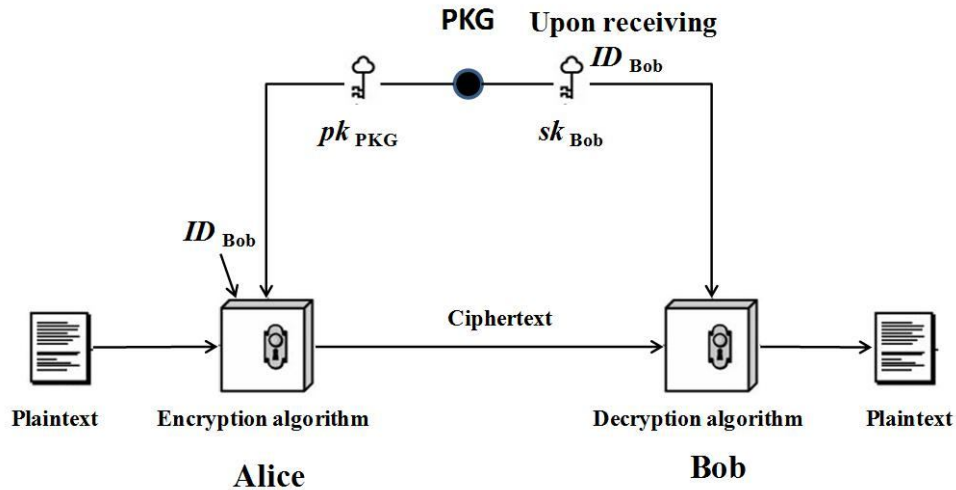 PKG
Upon receiving
ID Bob
pk PKG
sk Bob
ID Bob
Ciphertext
Plaintext
Encryption algorithm
Decryption algorithm
Plaintext
Alice
Bob